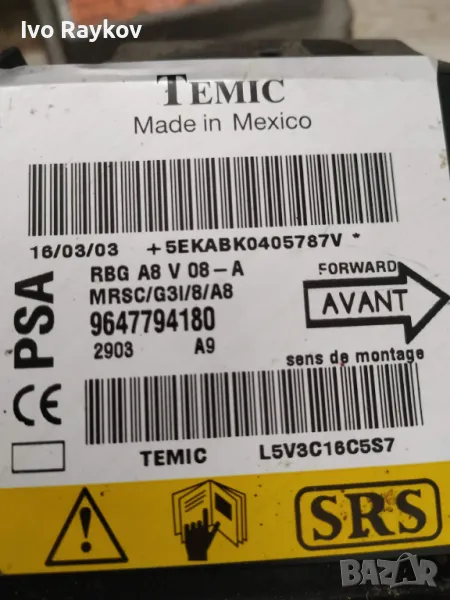 Ivo Raykov
TEMIC
Made in Mexico
16/03/03 +5EKABK0405787V *
PSA
RBG A8 V 08-A
MRSC/G3I/8/A8
9647794180
2903 A9
FORWARD
AVANT
sens de montage
CE
TEMIC L5V3C16C5S7
SRS
BAZAR